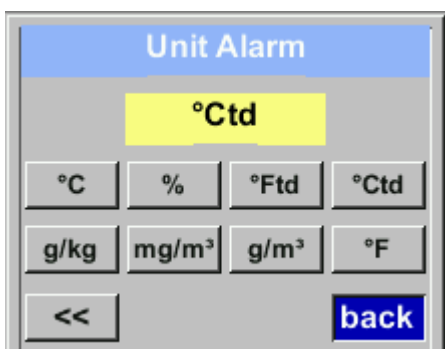 Unit Alarm
°Ctd
°C % °Ftd °Ctd
g/kg mg/m³ g/m³ °F
<< back